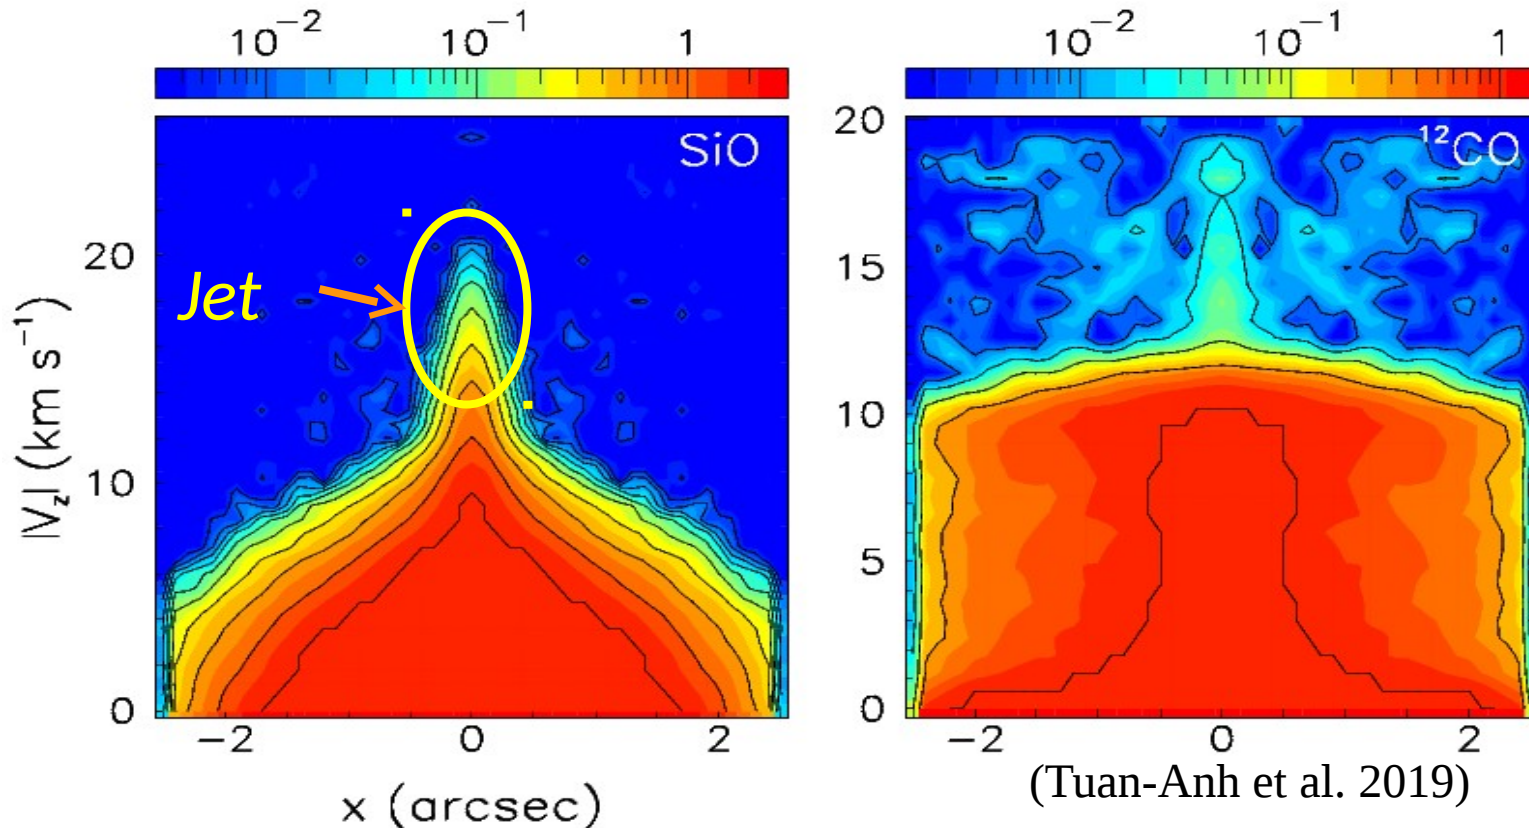 10⁻² 10⁻¹ 1
10⁻² 10⁻¹ 1
SiO
¹²CO
Jet
|V_z| (km s⁻¹)
20
10
0
20
15
10
5
0
−2 0 2
−2 0 2
x (arcsec)
(Tuan-Anh et al. 2019)